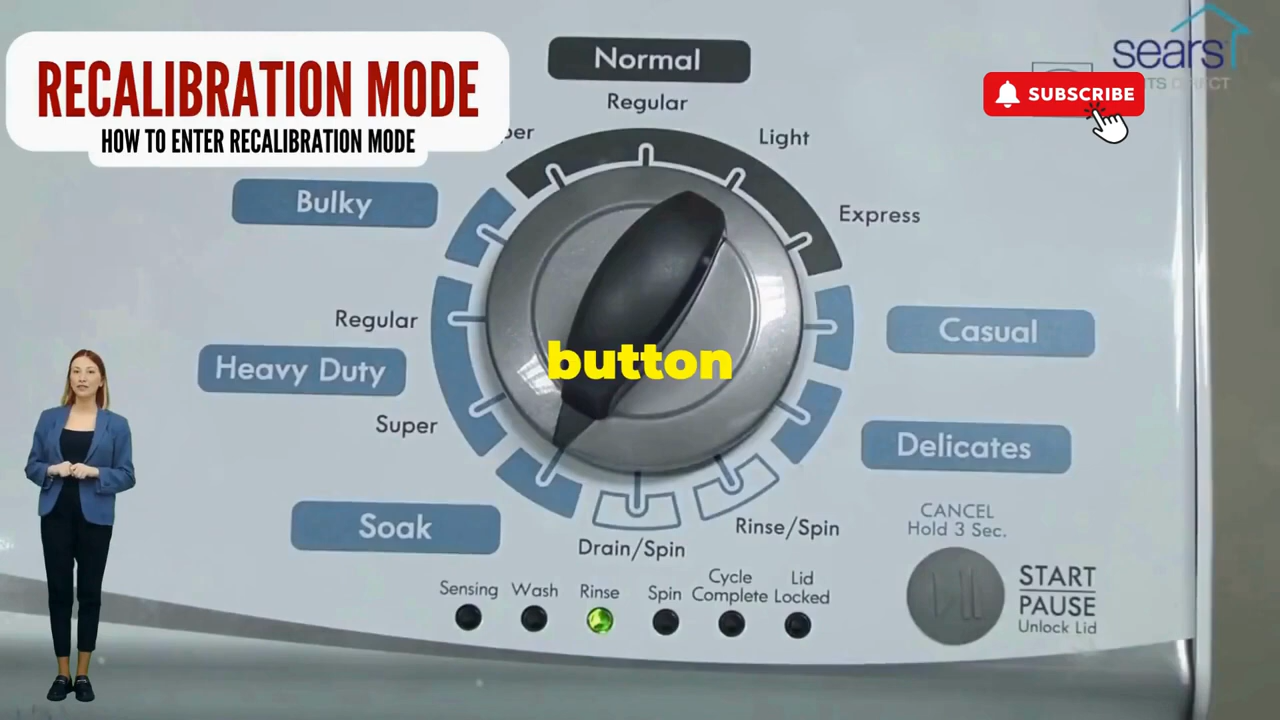 RECALIBRATION MODE
HOW TO ENTER RECALIBRATION MODE
sears
DIRECT
SUBSCRIBE
Normal
Regular
Light
Express
Bulky
Regular
Heavy Duty
Super
Soak
Casual
Delicates
Rinse/Spin
Drain/Spin
button
CANCEL
Hold 3 Sec.
START
PAUSE
Unlock Lid
Sensing
Wash
Rinse
Spin
Cycle
Complete
Lid
Locked